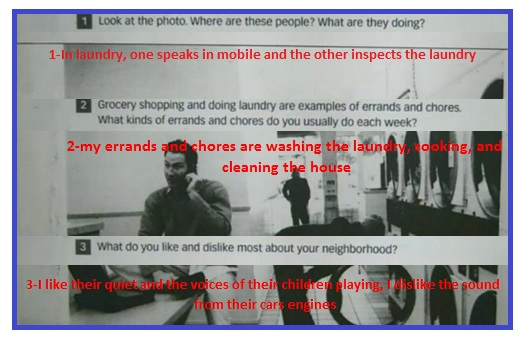 1 Look at the photo. Where are these people? What are they doing?
1-In laundry, one speaks in mobile and the other inspects the laundry
2 Grocery shopping and doing laundry are examples of errands and chores.
What kinds of errands and chores do you usually do each week?
2-my errands and chores are washing the laundry, cooking, and
cleaning the house
3 What do you like and dislike most about your neighborhood?
3-I like their quiet and the voices of their children playing, I dislike the sound
from their cars engines